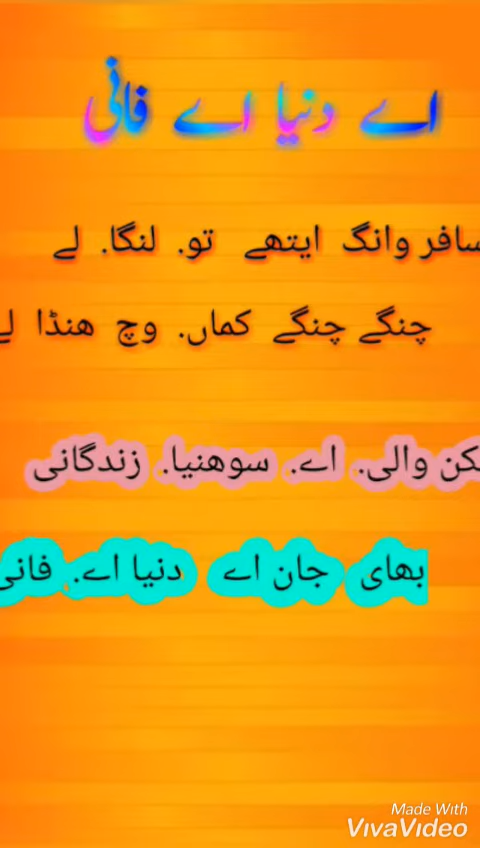 اے دنیا اے فانی
سافر وانگ ایتھے تو. لنگا. لے
چنگے چنگے کماں. وچ ھنڈا لے
کن والی. اے. سوھنیا. زندگانی
بھای جان اے دنیا اے. فانی
Made With
VivaVideo